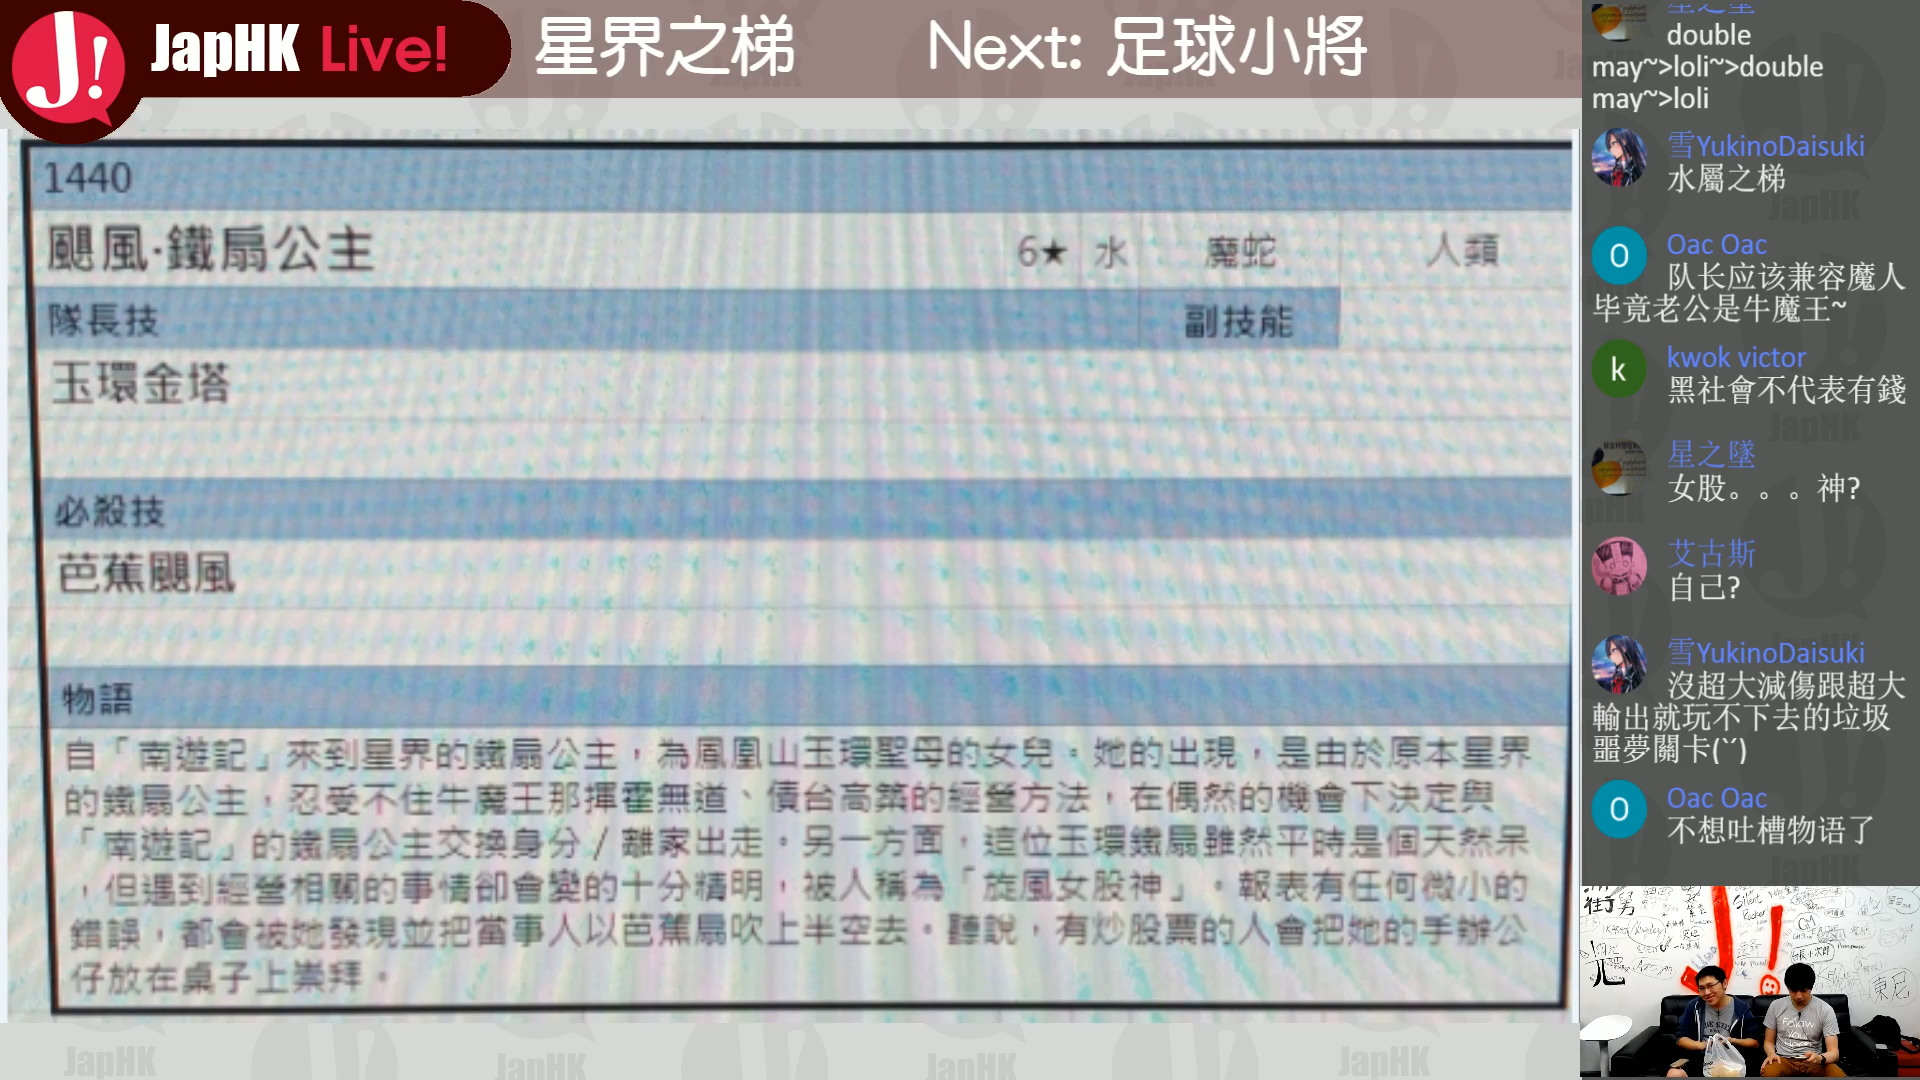 JapHK Live!
星界之梯
Next: 足球小將
1440
颶風·鐵扇公主
6★
水
魔蛇
人類
隊長技
副技能
玉環金塔
必殺技
芭蕉颶風
物語
自「南遊記」來到星界的鐵扇公主，為鳳凰山玉環聖母的女兒。她的出現，是由於原本星界
的鐵扇公主，忍受不住牛魔王那揮霍無道、債台高築的經營方法，在偶然的機會下決定與
「南遊記」的鐵扇公主交換身分/離家出走。另一方面，這位玉環鐵扇雖然平時是個天然呆
，但遇到經營相關的事情卻會變的十分精明，被人稱為「旋風女股神」。報表有任何微小的
錯誤，都會被她發現並把當事人以芭蕉扇吹上半空去。聽說，有炒股票的人會把她的手辦公
仔放在桌子上崇拜。
double
may~>loli~>double
may~>loli
雪YukinoDaisuki
水屬之梯
Oac Oac
队长应该兼容魔人
毕竟老公是牛魔王~
kwok victor
黑社會不代表有錢
星之墜
女股。。。神?
艾古斯
自己?
雪YukinoDaisuki
沒超大減傷跟超大
輸出就玩不下去的垃圾
噩夢關卡(ˋˊ)
Oac Oac
不想吐槽物语了